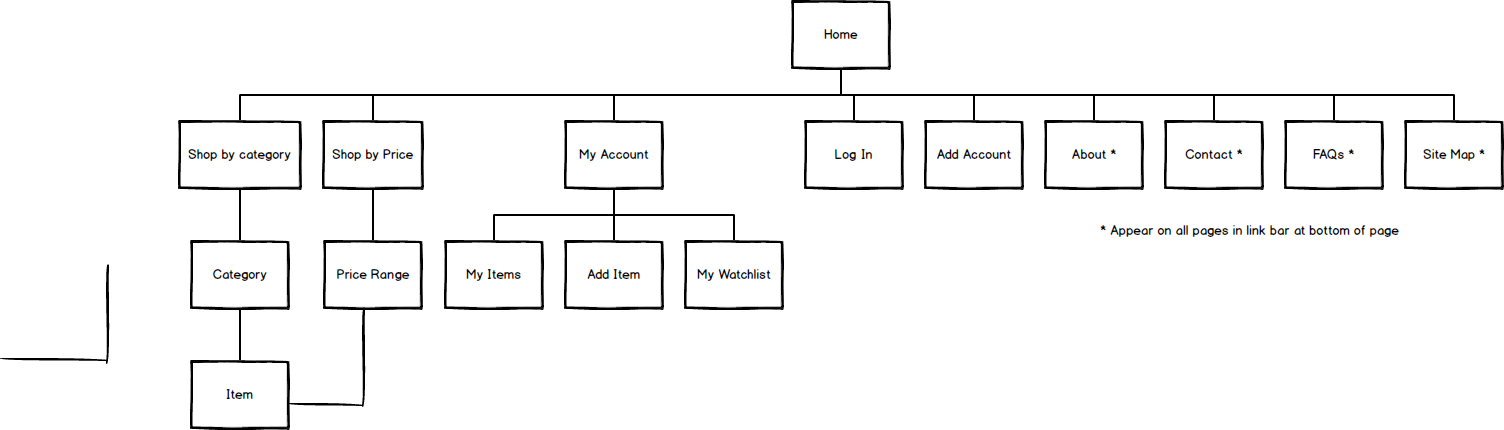 Home
Shop by category
Shop by Price
My Account
Log In
Add Account
About *
Contact *
FAQs *
Site Map *
* Appear on all pages in link bar at bottom of page
Category
Price Range
My Items
Add Item
My Watchlist
Item